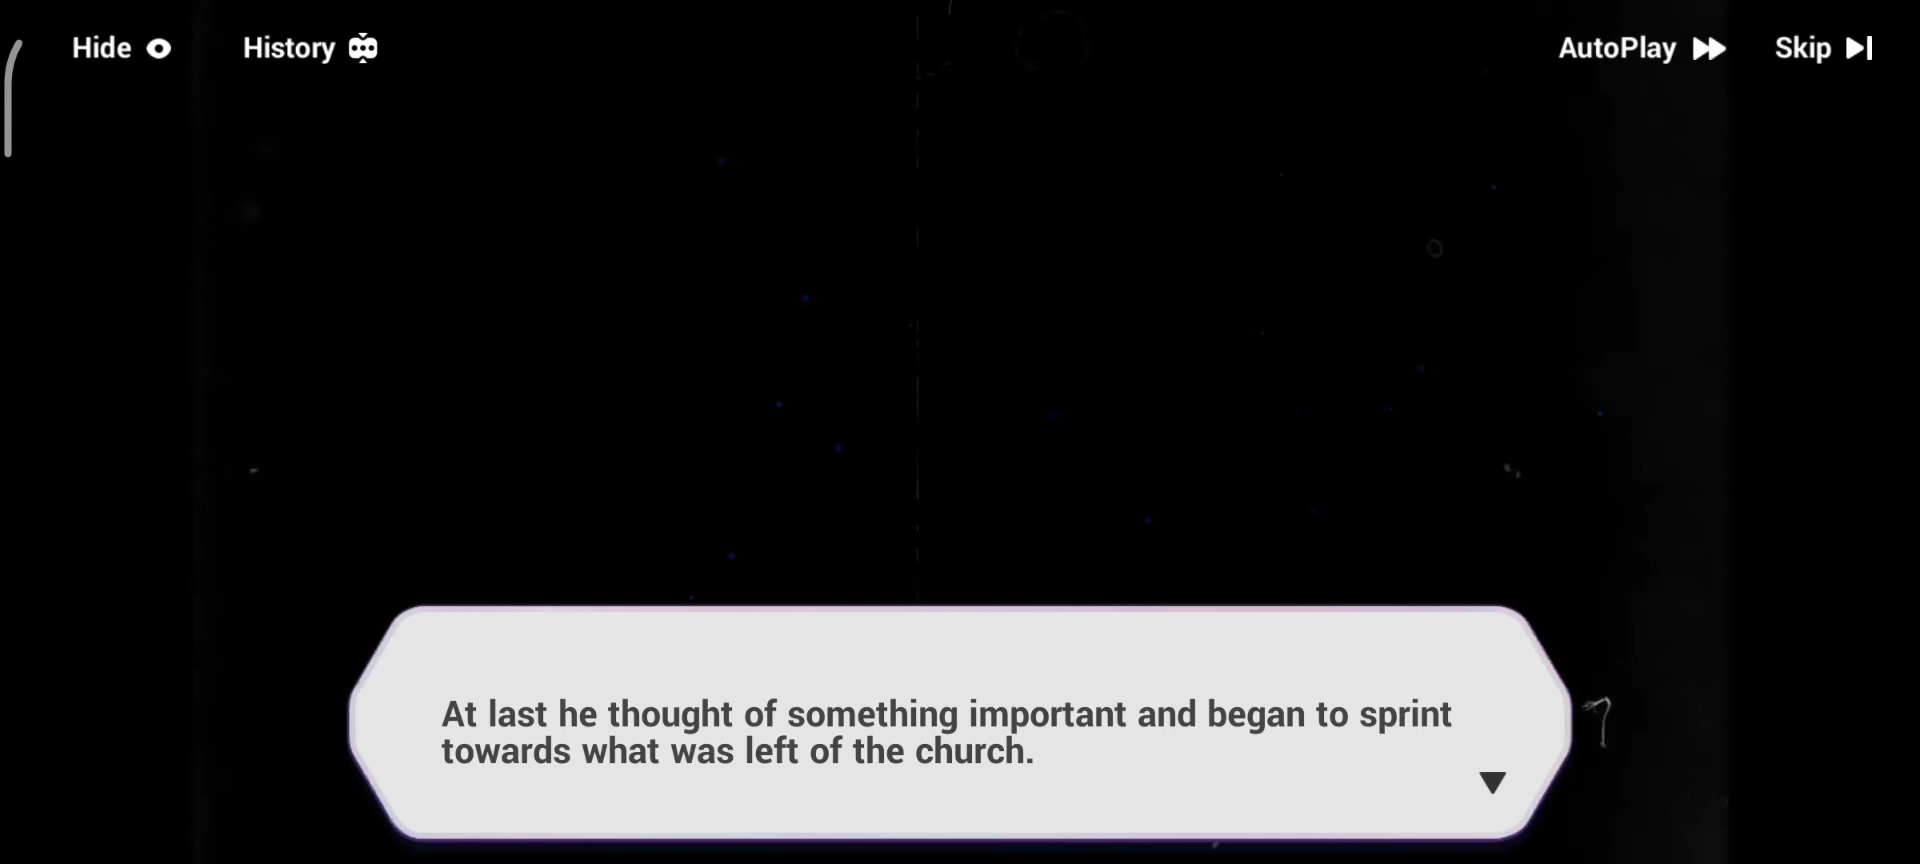 Hide
History
AutoPlay
Skip
At last he thought of something important and began to sprint
towards what was left of the church.